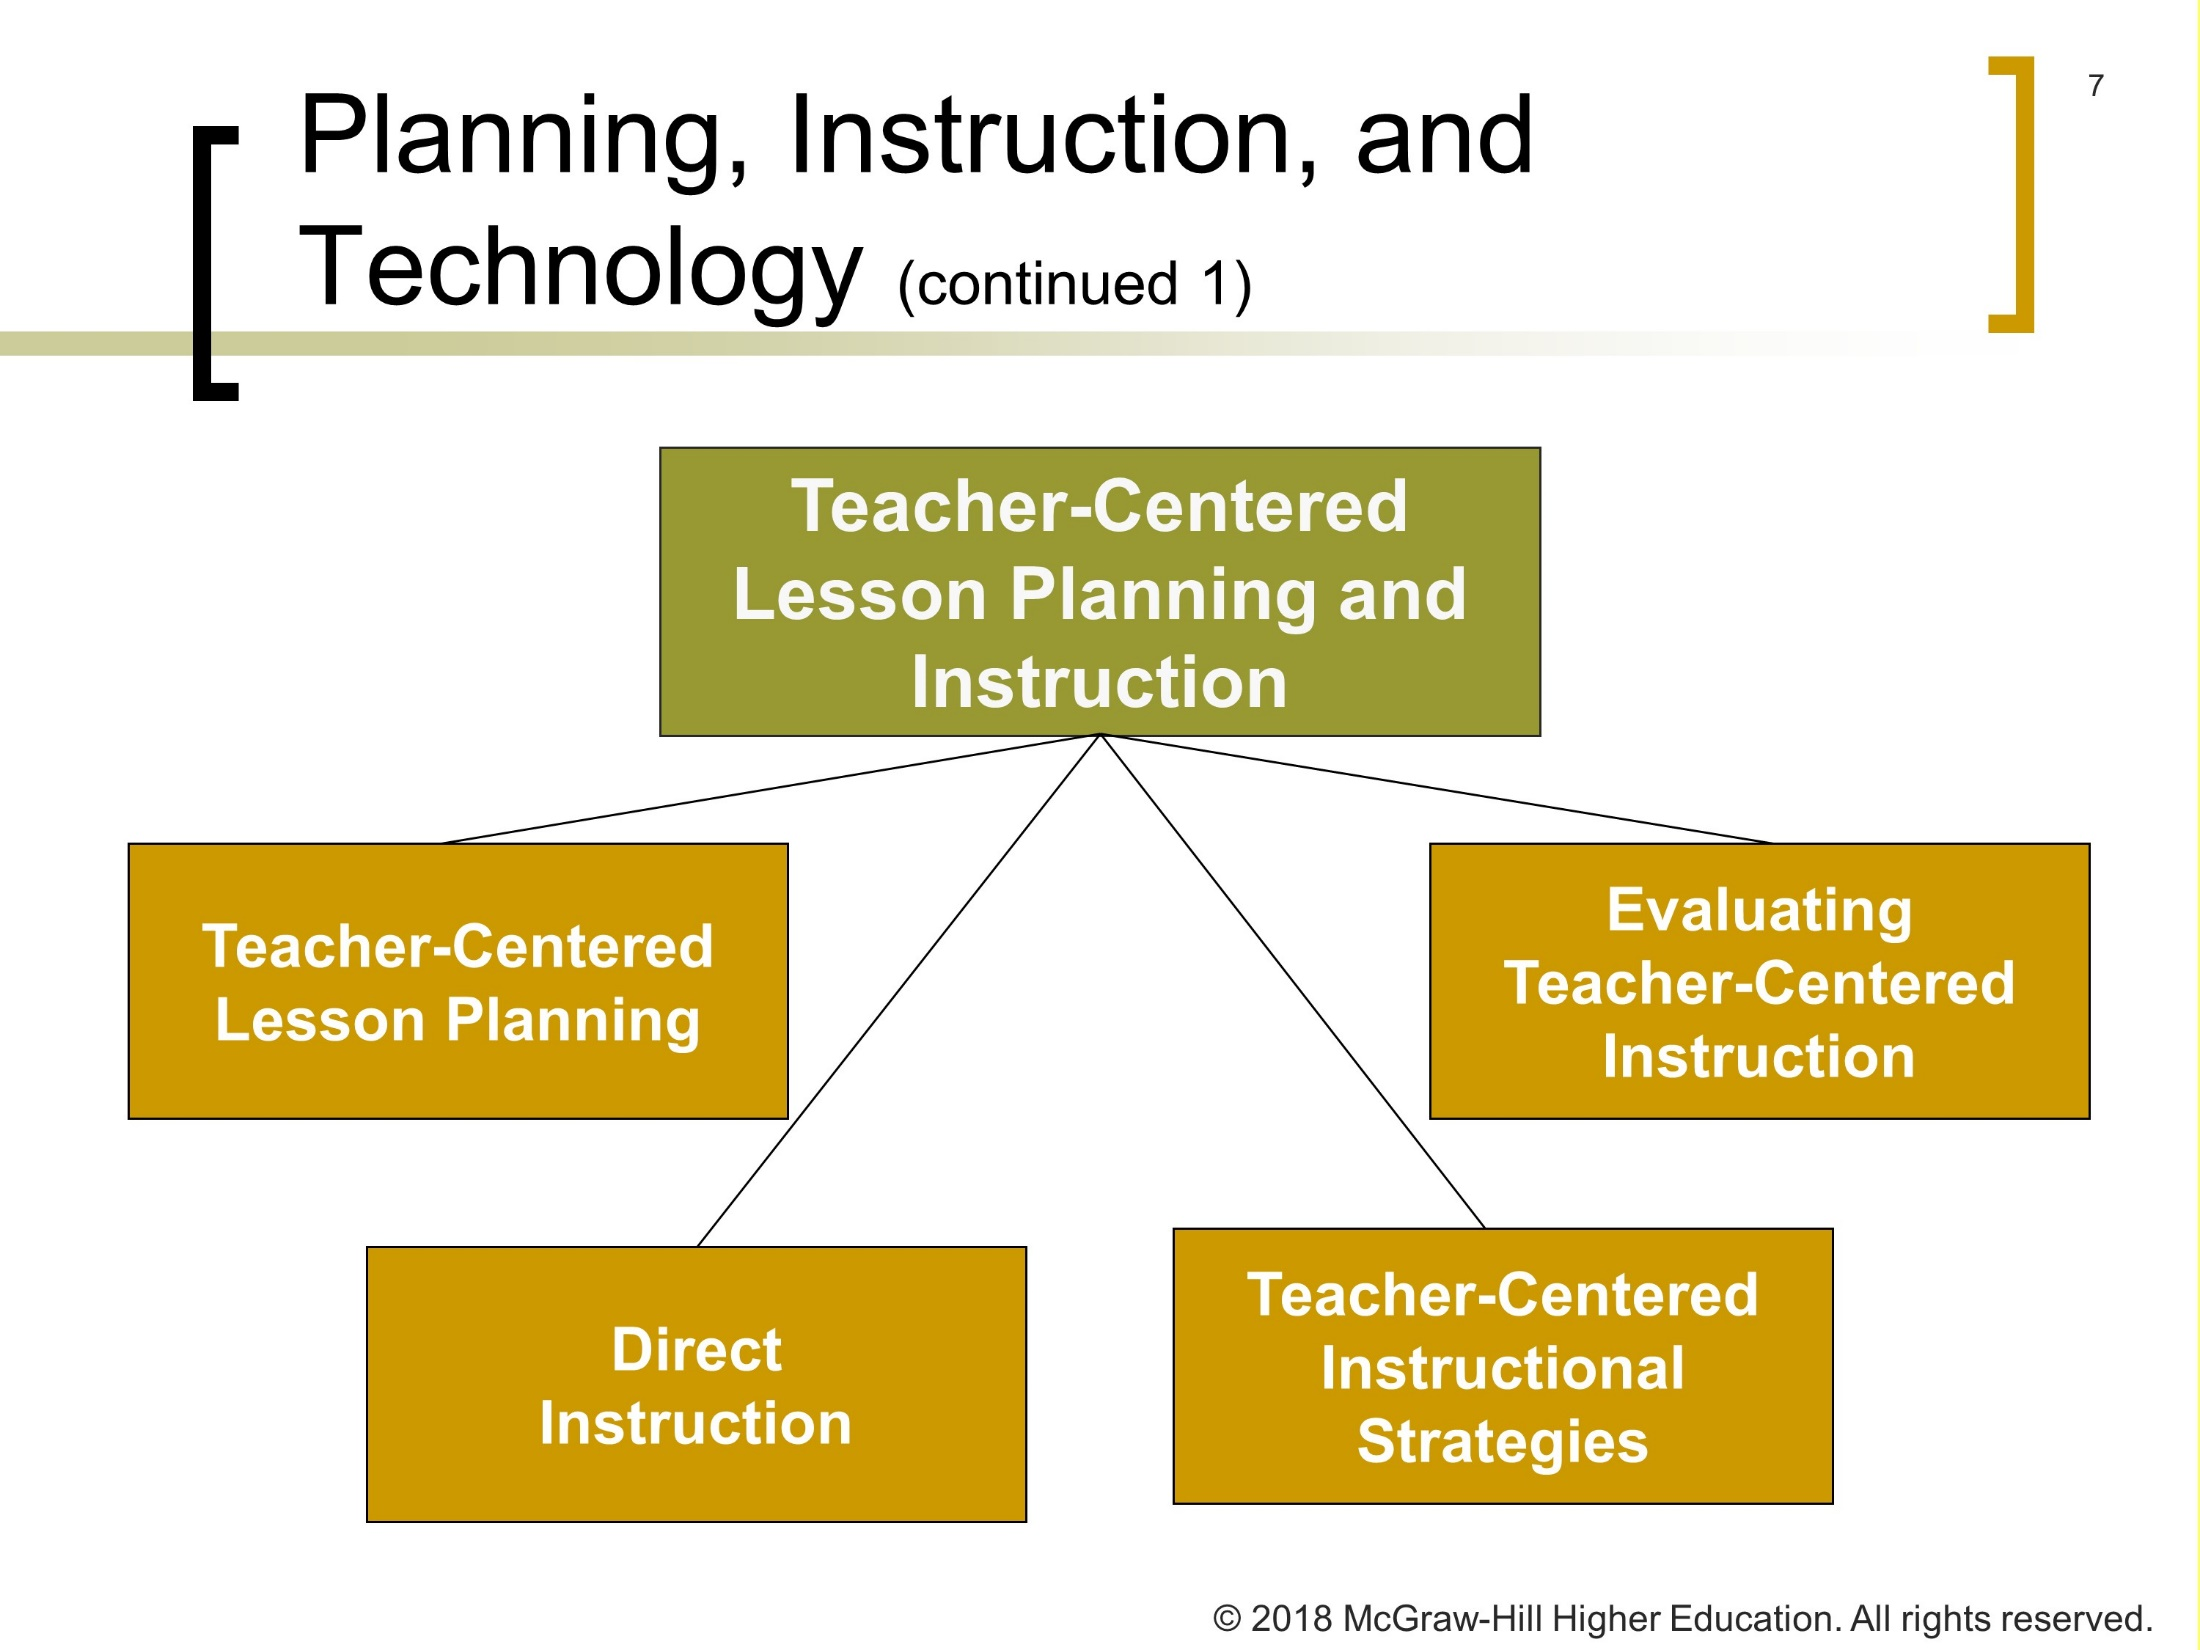 7
Planning, Instruction, and
Technology (continued 1)
Teacher-Centered
Lesson Planning and
Instruction
Teacher-Centered
Lesson Planning
Evaluating
Teacher-Centered
Instruction
Direct
Instruction
Teacher-Centered
Instructional
Strategies
© 2018 McGraw-Hill Higher Education. All rights reserved.